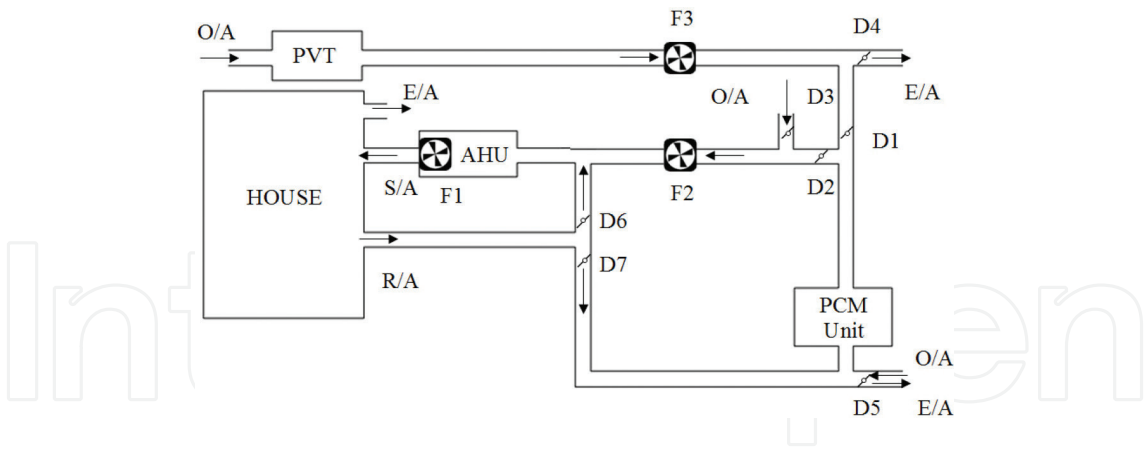 O/A
PVT
F3
D4
E/A
E/A
O/A
D3
D1
HOUSE
AHU
S/A
F1
F2
D2
D6
R/A
D7
PCM
Unit
O/A
D5
E/A